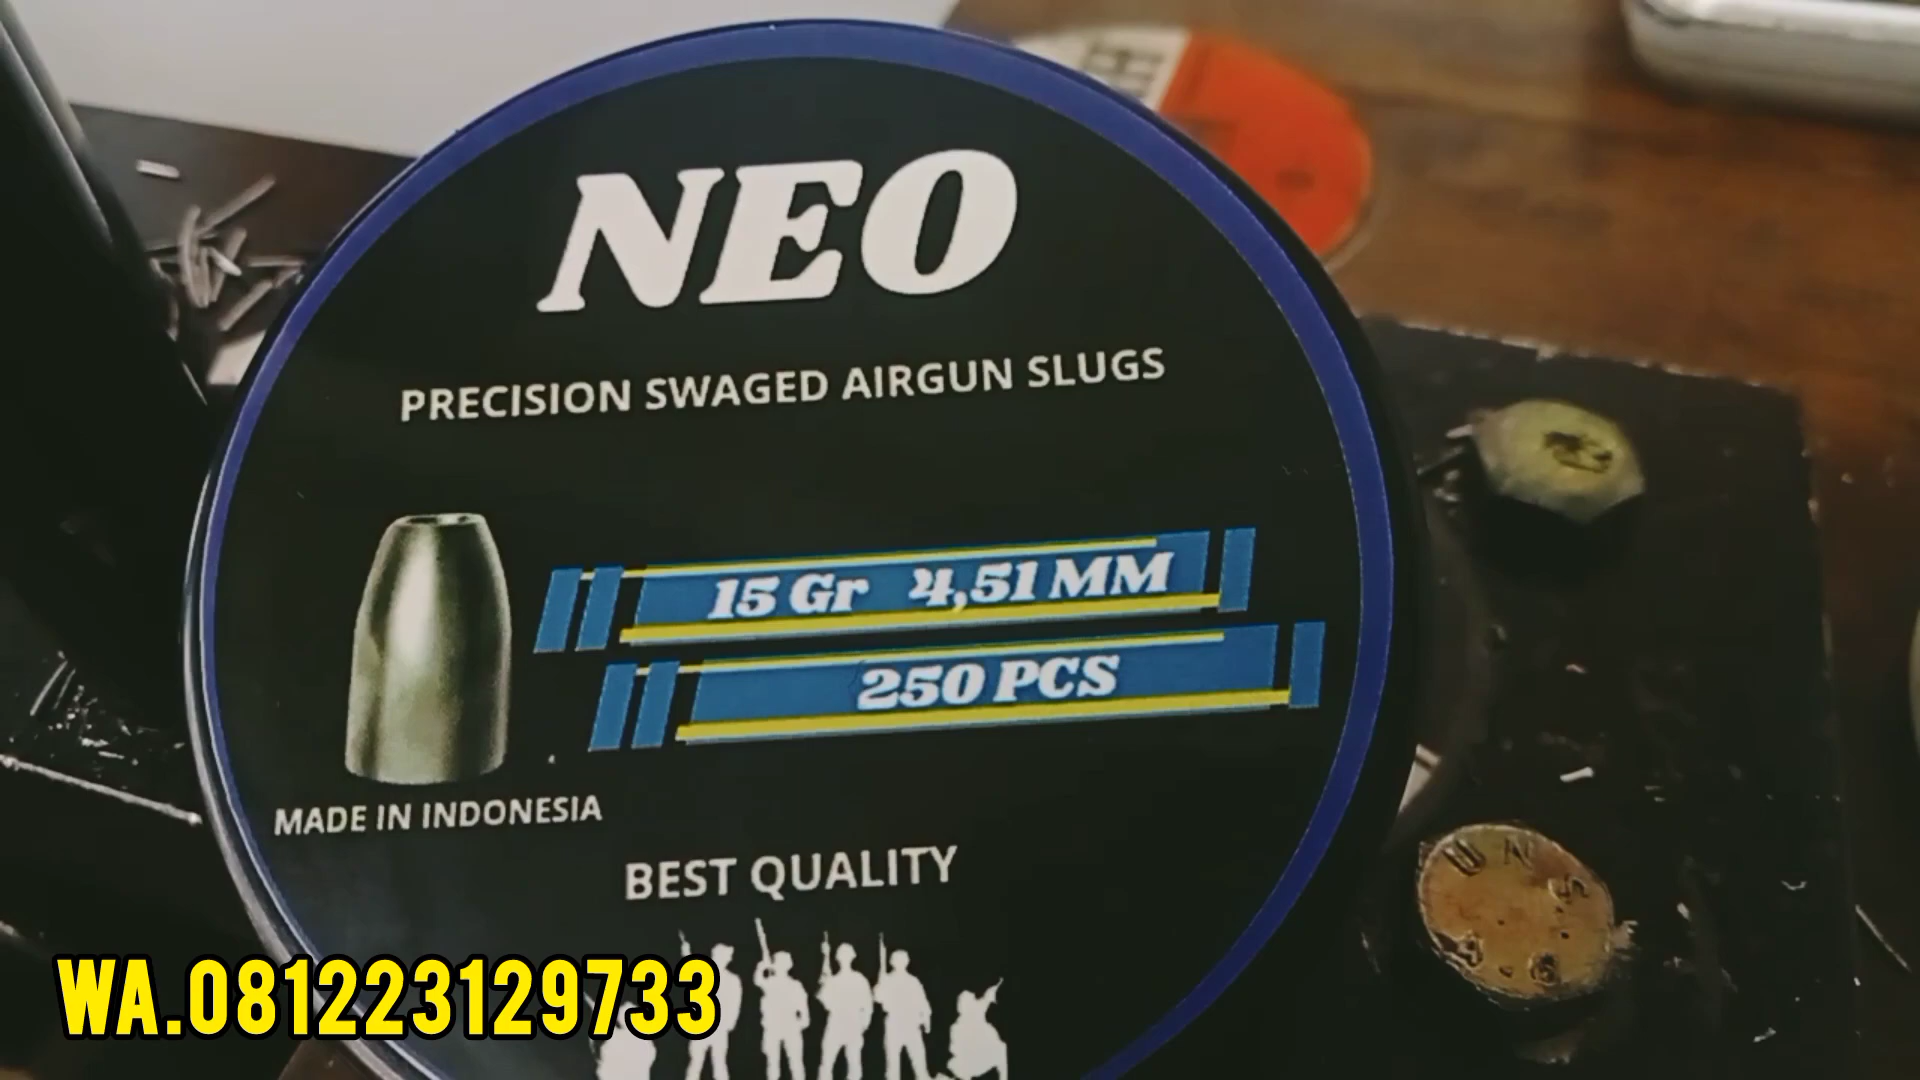 NEO
PRECISION SWAGED AIRGUN SLUGS
15 Gr 4,51 MM
250 PCS
MADE IN INDONESIA
BEST QUALITY
WA.081223129733